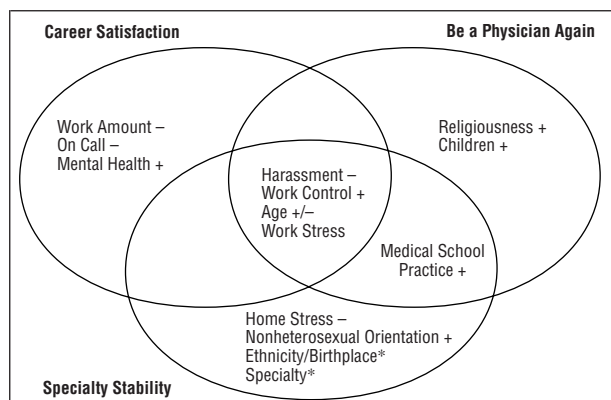 Career Satisfaction
Be a Physician Again
Work Amount –
On Call –
Mental Health +
Religiousness +
Children +
Harassment –
Work Control +
Age +/–
Work Stress
Medical School
Practice +
Home Stress –
Nonheterosexual Orientation +
Ethnicity/Birthplace*
Specialty*
Specialty Stability